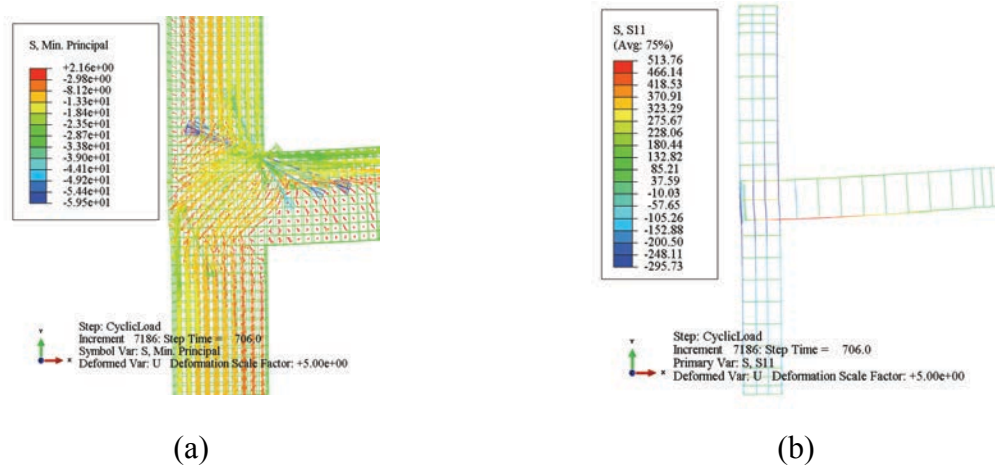 S, Min. Principal
+2.16e+00
-2.98e+00
-8.12e+00
-1.33e+01
-1.84e+01
-2.35e+01
-2.87e+01
-3.38e+01
-3.90e+01
-4.41e+01
-4.92e+01
-5.44e+01
-5.95e+01
Y
X
Step: CyclicLoad
Increment 7186: Step Time = 706.0
Symbol Var: S, Min. Principal
Deformed Var: U Deformation Scale Factor: +5.00e+00
(a)
S, S11
(Avg: 75%)
513.76
466.14
418.53
370.91
323.29
275.67
228.06
180.44
132.82
85.21
37.59
-10.03
-57.65
-105.26
-152.88
-200.50
-248.11
-295.73
Y
X
Step: CyclicLoad
Increment 7186: Step Time = 706.0
Primary Var: S, S11
Deformed Var: U Deformation Scale Factor: +5.00e+00
(b)